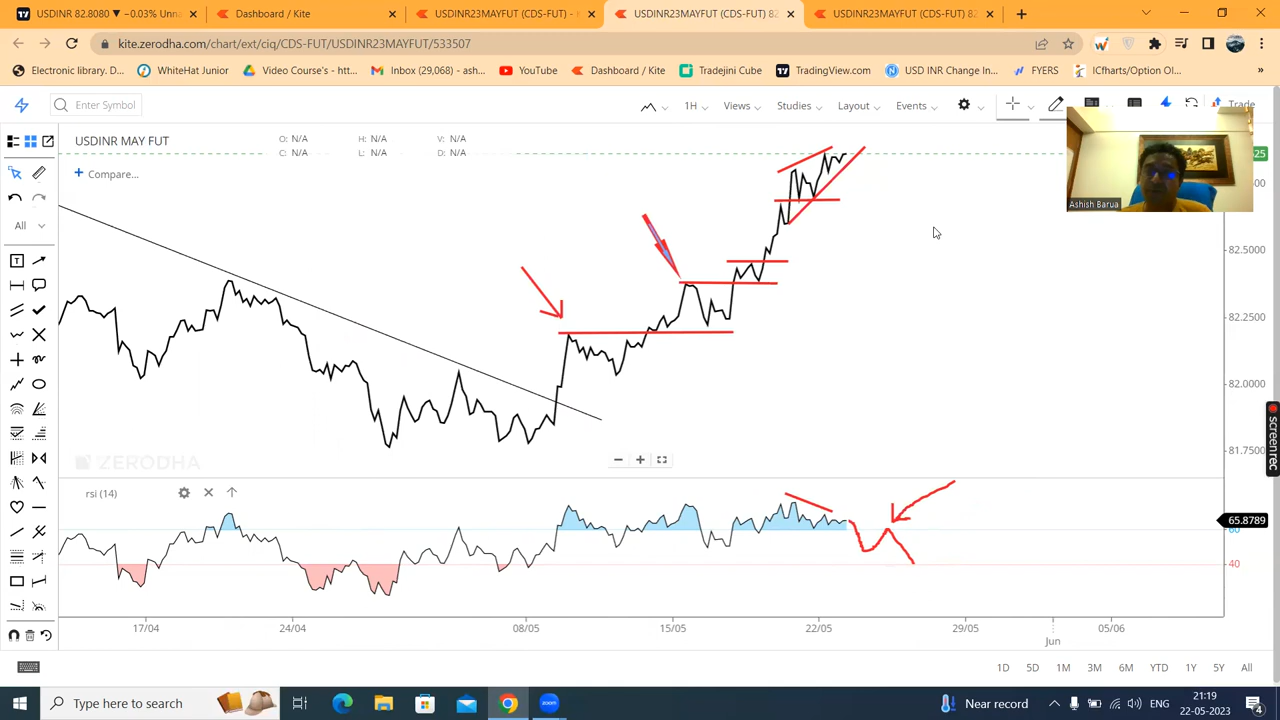 USDINR 82.8080 ▼ −0.03% Unn
Dashboard / Kite
USDINR23MAYFUT (CDS-FUT) -
USDINR23MAYFUT (CDS-FUT) 82
USDINR23MAYFUT (CDS-FUT) 82
kite.zerodha.com/chart/ext/ciq/CDS-FUT/USDINR23MAYFUT/533507
Electronic library. D...
WhiteHat Junior
Video Course's - htt...
Inbox (29,068) - ash...
YouTube
Dashboard / Kite
Tradejini Cube
TradingView.com
USD INR Change In...
FYERS
ICfharts/Option OI...
Enter Symbol
1H
Views
Studies
Layout
Events
Trade
USDINR MAY FUT
O: N/A
H: N/A
V: N/A
C: N/A
L: N/A
D: N/A
+ Compare...
All
Ashish Barua
82.5000
82.2500
82.0000
81.7500
ZERODHA
rsi (14)
65.8789
60
40
screenrec
17/04
24/04
08/05
15/05
22/05
29/05
05/06
Jun
1D
5D
1M
3M
6M
YTD
1Y
5Y
All
Type here to search
zoom
Near record
ENG
21:19
22-05-2023
4